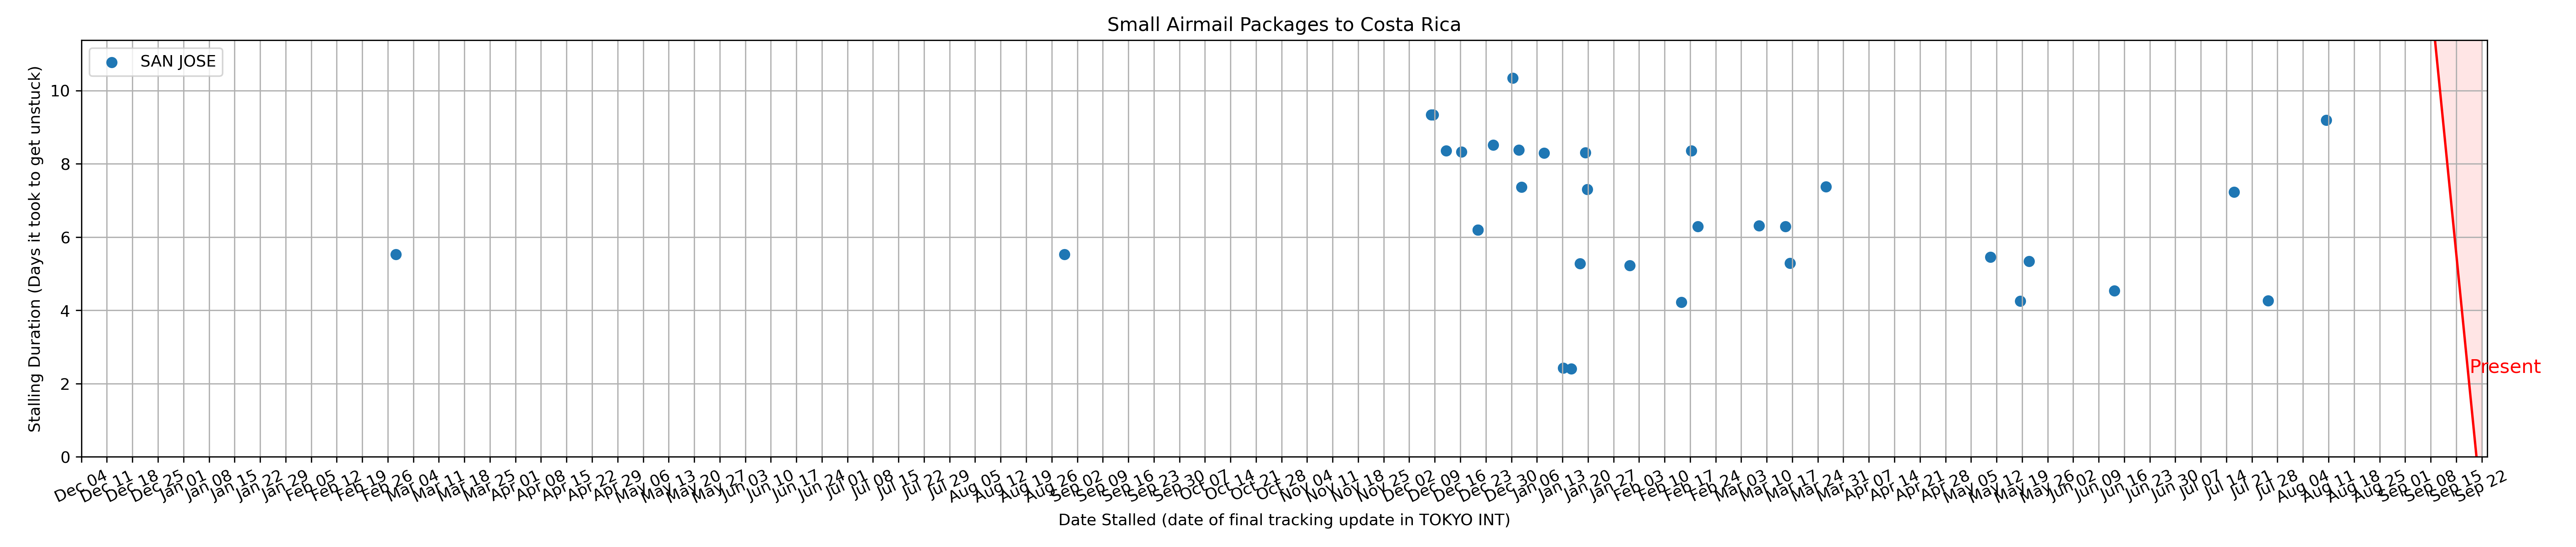 Small Airmail Packages to Costa Rica
SAN JOSE
Stalling Duration (Days it took to get unstuck)
10
8
6
4
2
0
Present
Dec 04
Dec 11
Dec 18
Dec 25
Jan 01
Jan 08
Jan 15
Jan 22
Jan 29
Feb 05
Feb 12
Feb 19
Feb 26
Mar 04
Mar 11
Mar 18
Mar 25
Apr 01
Apr 08
Apr 15
Apr 22
Apr 29
May 06
May 13
May 20
May 27
Jun 03
Jun 10
Jun 17
Jun 24
Jul 01
Jul 08
Jul 15
Jul 22
Jul 29
Aug 05
Aug 12
Aug 19
Aug 26
Sep 02
Sep 09
Sep 16
Sep 23
Sep 30
Oct 07
Oct 14
Oct 21
Oct 28
Nov 04
Nov 11
Nov 18
Nov 25
Dec 02
Dec 09
Dec 16
Dec 23
Dec 30
Jan 06
Jan 13
Jan 20
Jan 27
Feb 03
Feb 10
Feb 17
Feb 24
Mar 03
Mar 10
Mar 17
Mar 24
Mar 31
Apr 07
Apr 14
Apr 21
Apr 28
May 05
May 12
May 19
May 26
Jun 02
Jun 09
Jun 16
Jun 23
Jun 30
Jul 07
Jul 14
Jul 21
Jul 28
Aug 04
Aug 11
Aug 18
Aug 25
Sep 01
Sep 08
Sep 15
Sep 22
Date Stalled (date of final tracking update in TOKYO INT)